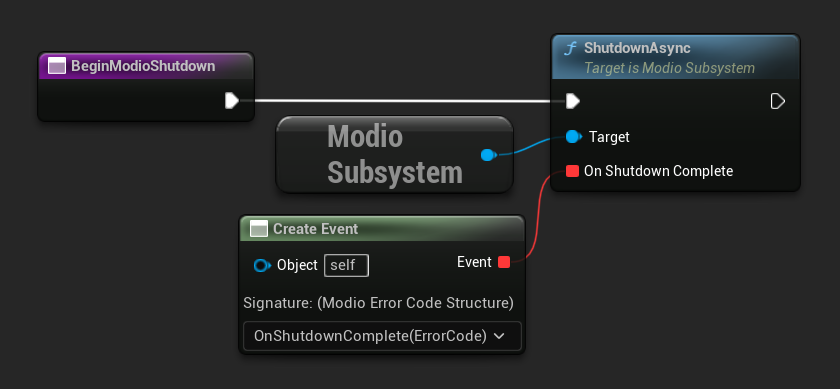 BeginModioShutdown
ShutdownAsync
Target is Modio Subsystem
Modio
Subsystem
Target
On Shutdown Complete
Create Event
Object self
Event
Signature: (Modio Error Code Structure)
OnShutdownComplete(ErrorCode)